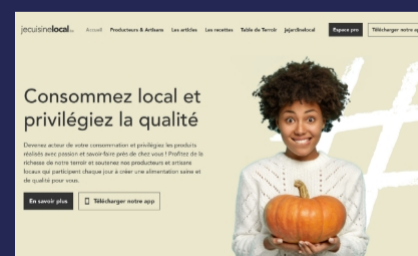 jecuisinelocal
Accueil Producteurs & Artisans Les articles Les recettes Table de Terroir Jejardinelocal Espace pro Télécharger notre ap
Consommez local et
privilégiez la qualité
Devenez acteur de votre consommation et privilégiez les produits
réalisés avec passion et savoir-faire près de chez vous ! Profitez de la
richesse de notre terroir et soutenez nos producteurs et artisans
locaux qui participent chaque jour à créer une alimentation saine et
de qualité pour vous.
En savoir plus Télécharger notre app